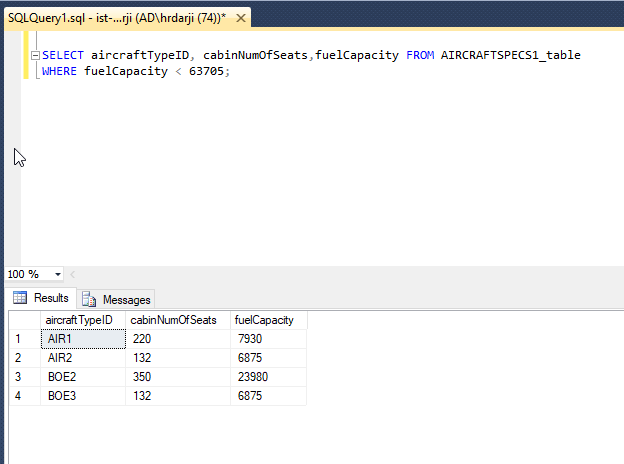 SQLQuery1.sql - ist-...rji (AD\hrdarji (74))*
SELECT aircraftTypeID, cabinNumOfSeats,fuelCapacity FROM AIRCRAFTSPECS1_table
WHERE fuelCapacity < 63705;
100 %
Results Messages
aircraftTypeID cabinNumOfSeats fuelCapacity
1 AIR1 220 7930
2 AIR2 132 6875
3 BOE2 350 23980
4 BOE3 132 6875